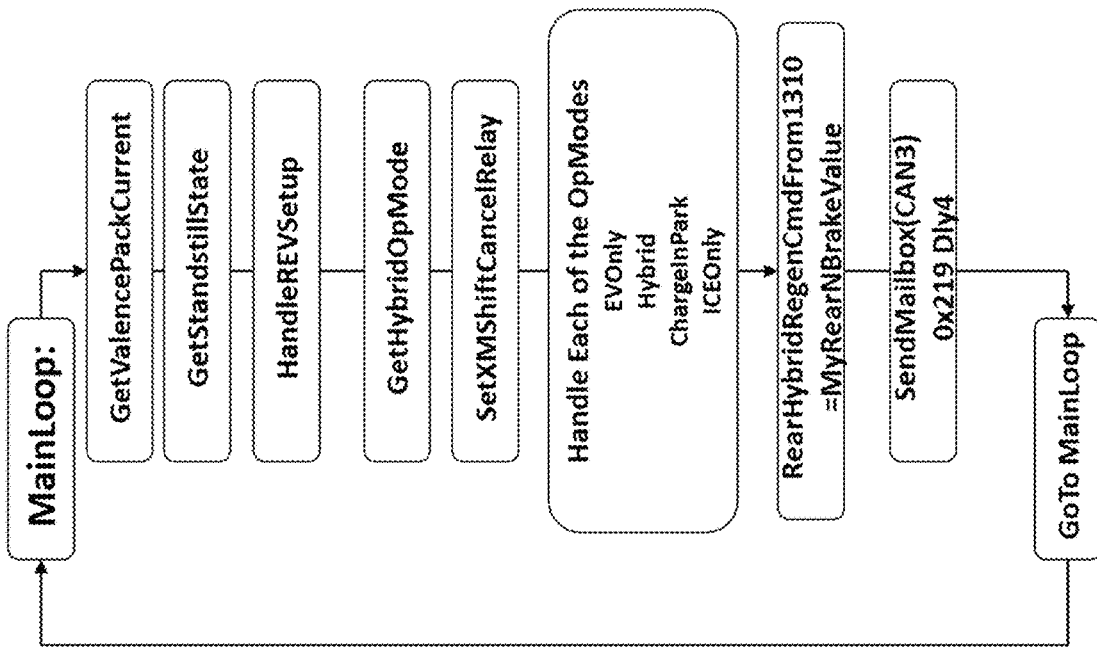 MainLoop:
GetValencePackCurrent
GetStandstillState
HandleREVSetup
GetHybridOpMode
SetXMShiftCancelRelay
Handle Each of the OpModes
EVOnly
Hybrid
ChargeInPark
ICEOnly
RearHybridRegenCmdFrom1310
=MyRearNBrakeValue
SendMailbox(CAN3)
0x219 Dly4
GoTo MainLoop